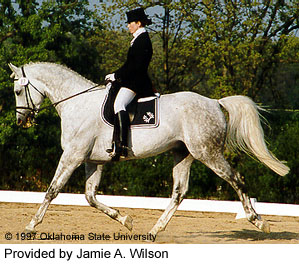 © 1997 Oklahoma State University
Provided by Jamie A. Wilson